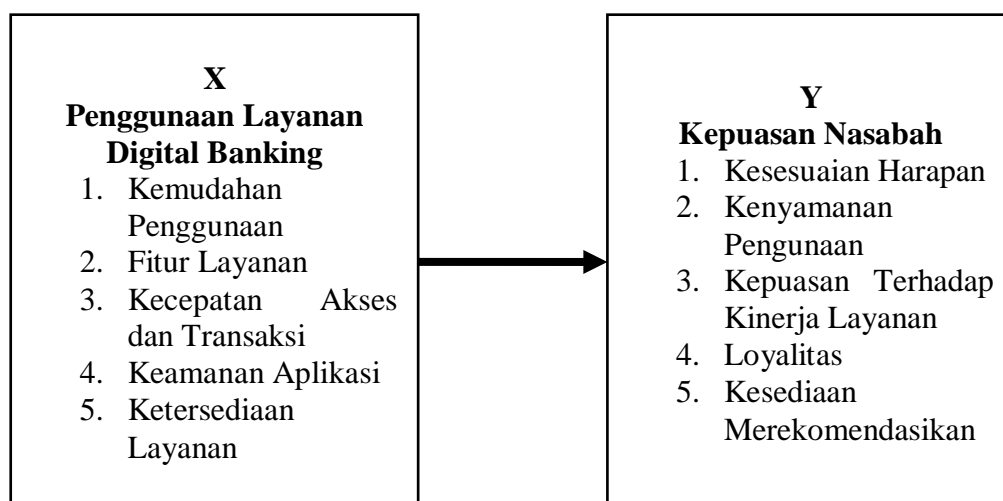 X
Penggunaan Layanan
Digital Banking
1. Kemudahan
Penggunaan
2. Fitur Layanan
3. Kecepatan Akses
dan Transaksi
4. Keamanan Aplikasi
5. Ketersediaan
Layanan
Y
Kepuasan Nasabah
1. Kesesuaian Harapan
2. Kenyamanan
Pengunaan
3. Kepuasan Terhadap
Kinerja Layanan
4. Loyalitas
5. Kesediaan
Merekomendasikan